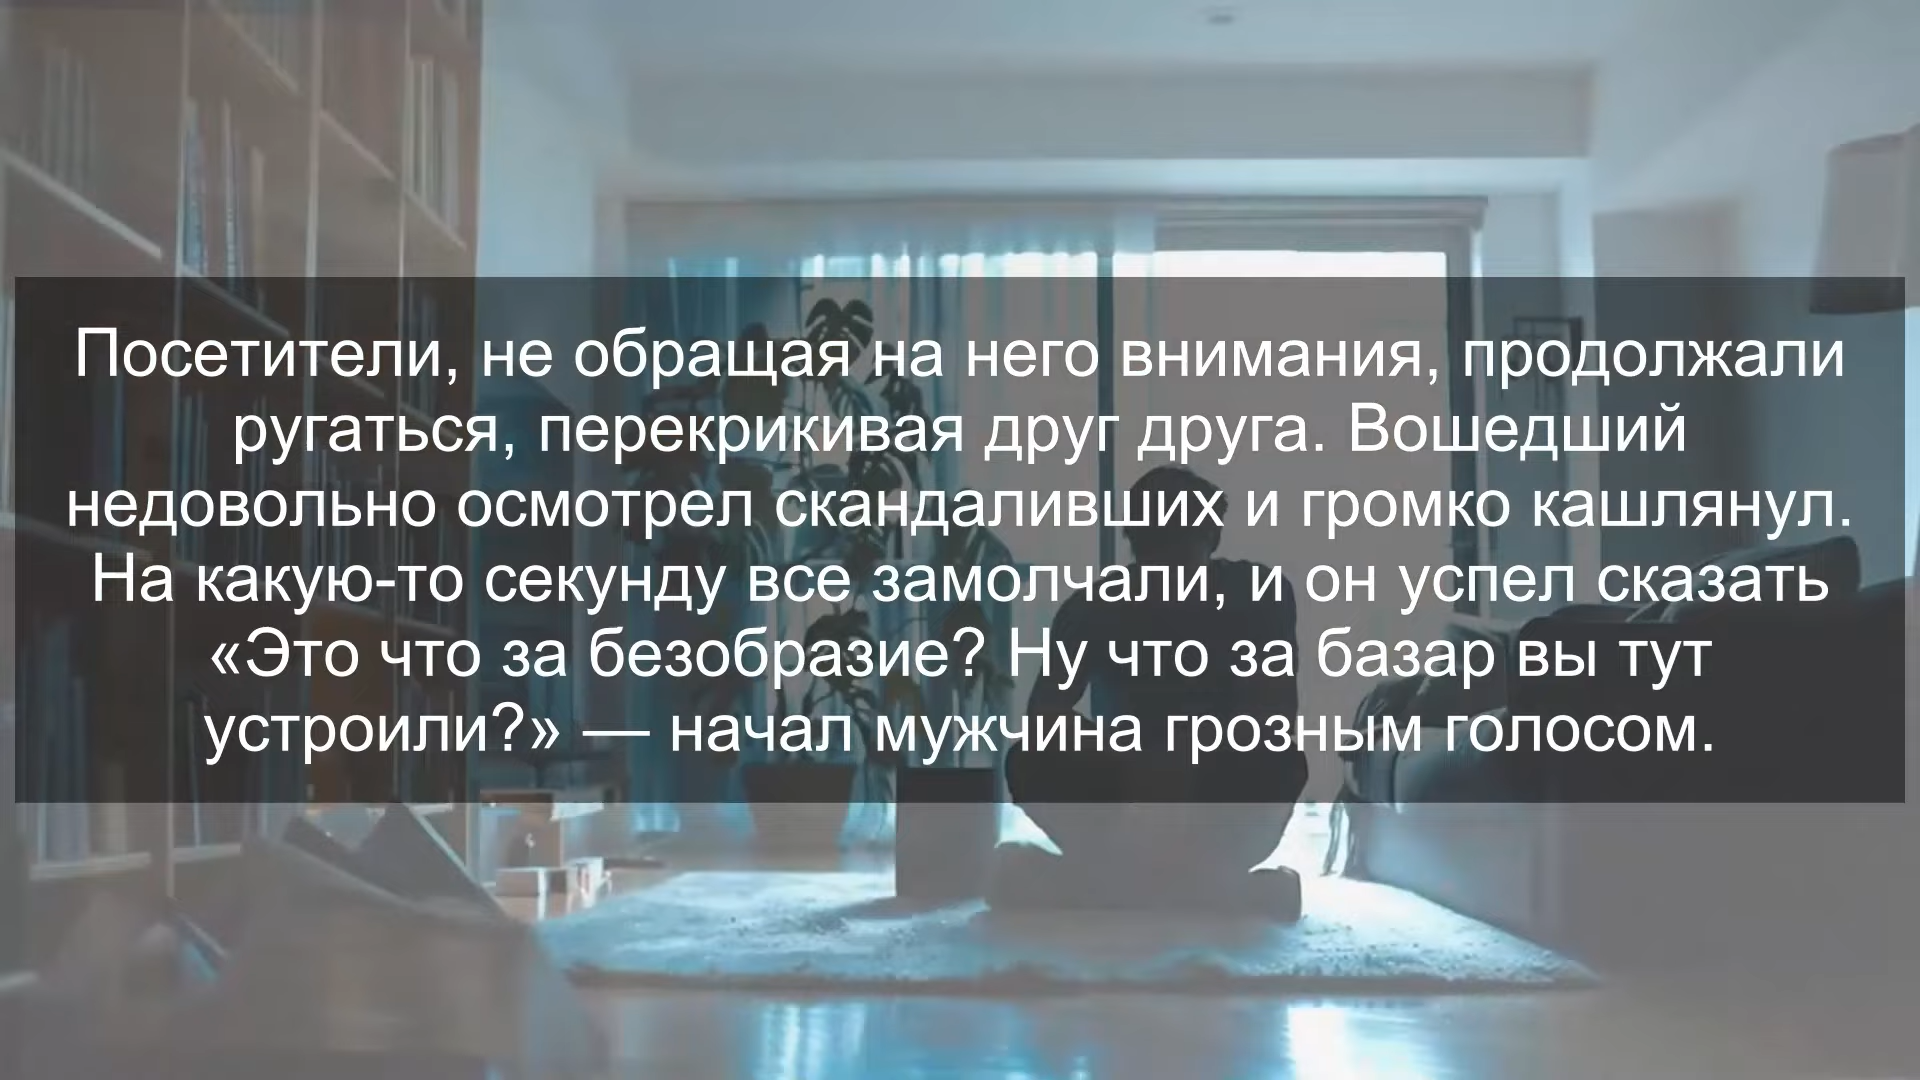 Посетители, не обращая на него внимания, продолжали
ругаться, перекрикивая друг друга. Вошедший
недовольно осмотрел скандаливших и громко кашлянул.
На какую-то секунду все замолчали, и он успел сказать
«Это что за безобразие? Ну что за базар вы тут
устроили?» — начал мужчина грозным голосом.